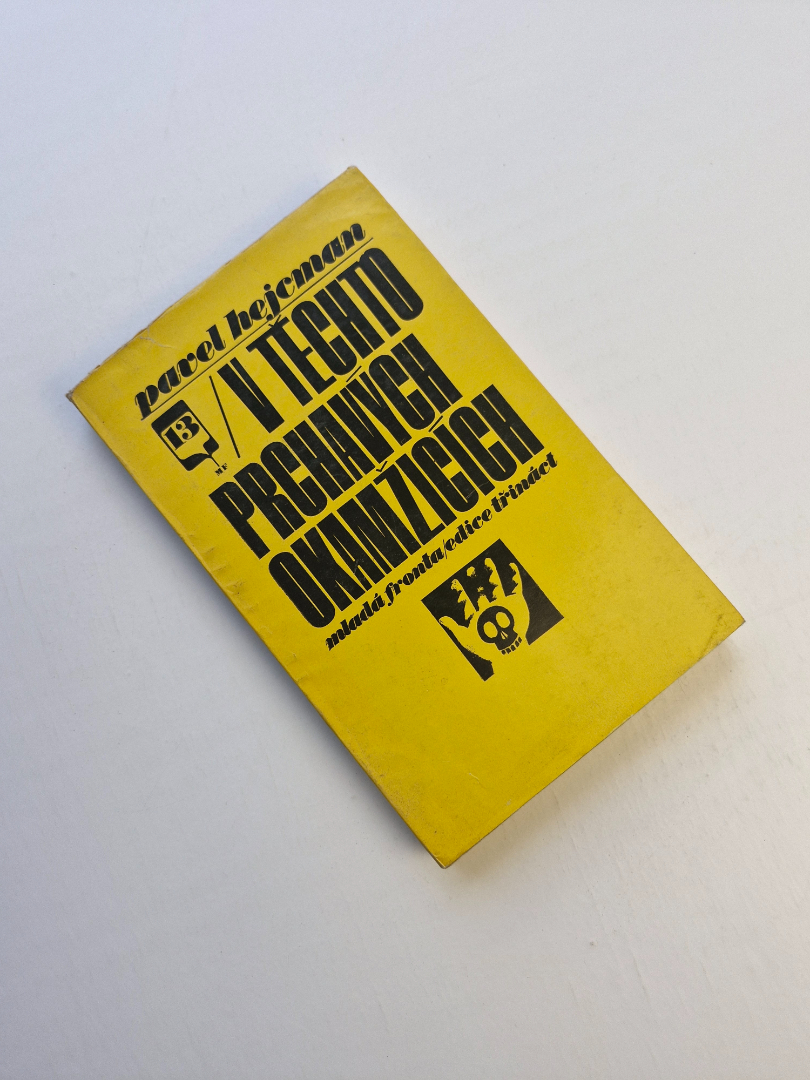 pavel hejcman
13
MF
/ V TĚCHTO
PRCHAVÝCH
OKAMŽICÍCH
mladá fronta/edice třináct